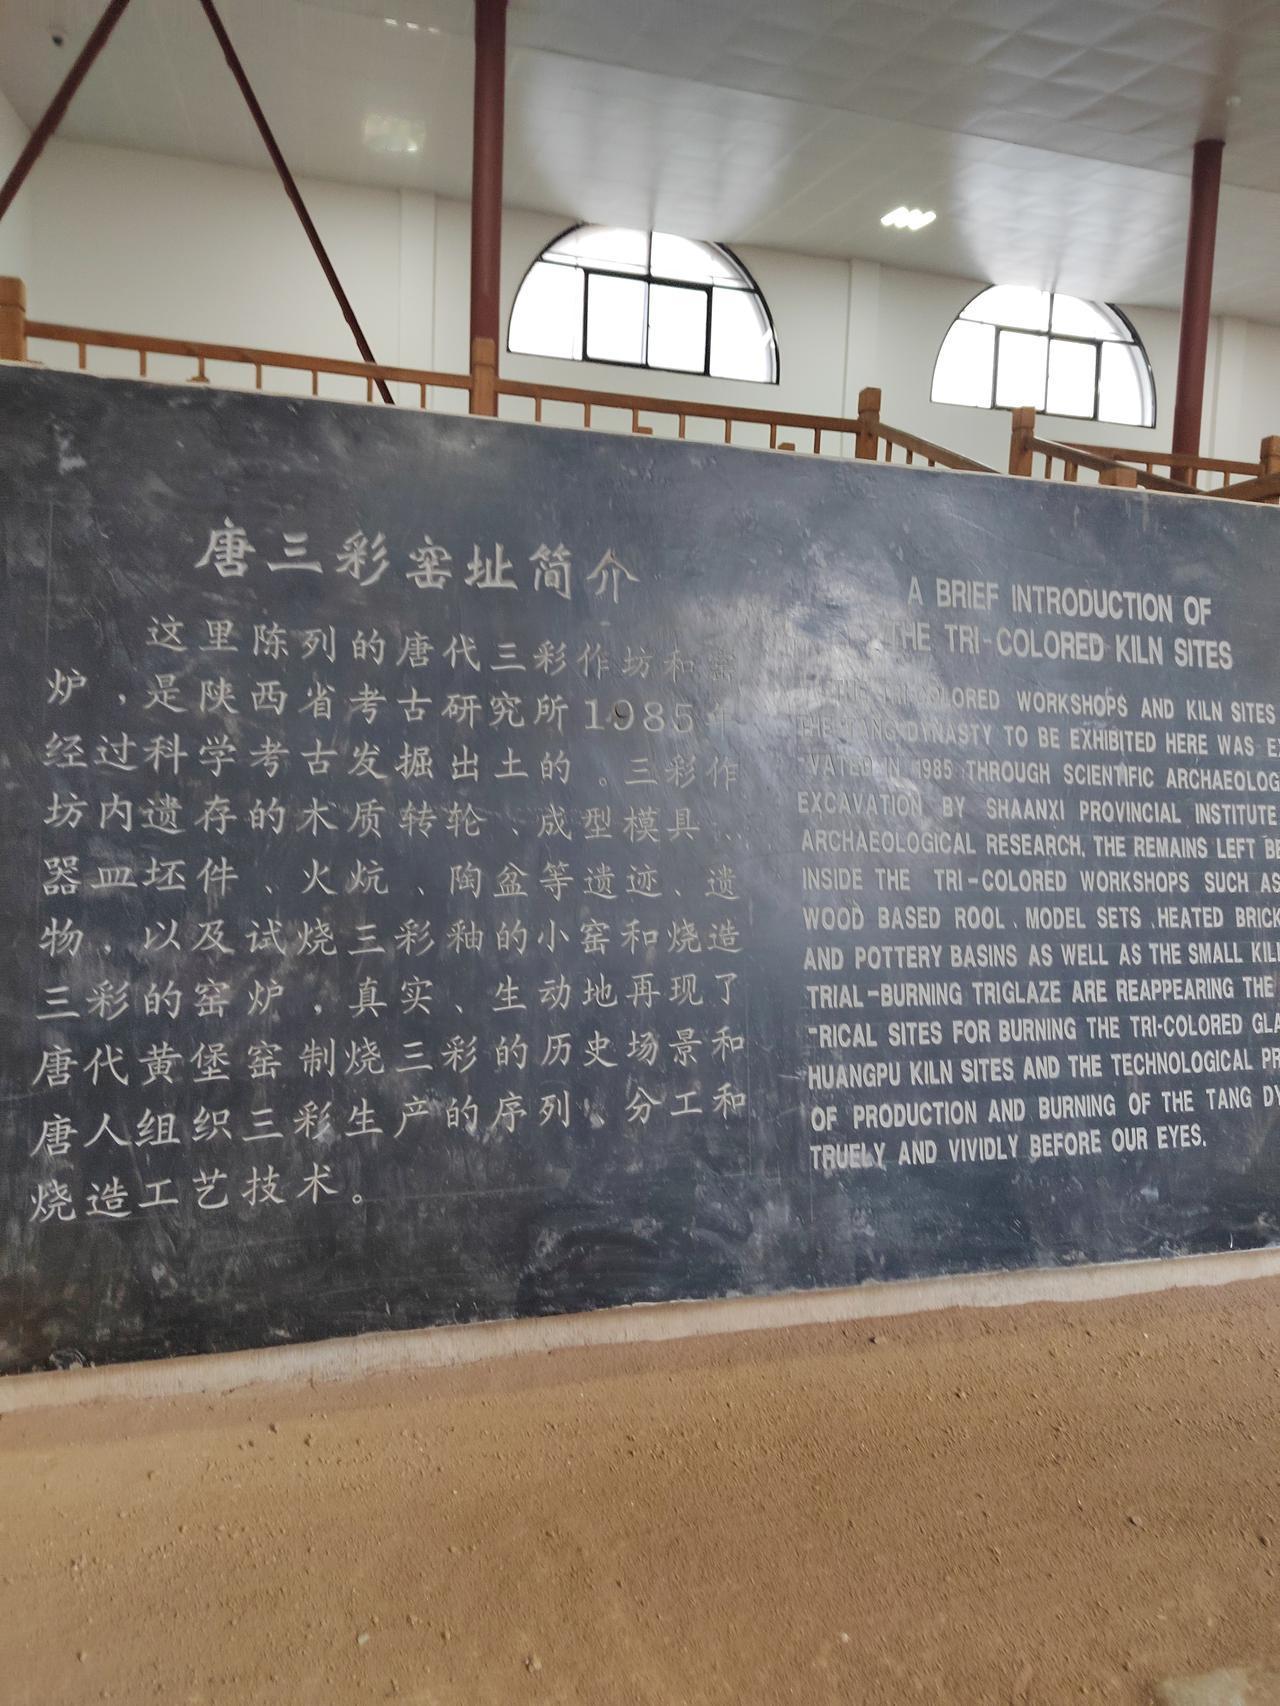 唐三彩窑址简介
这里陈列的唐代三彩作坊和窑
炉,是陕西省考古研究所1985年
经过科学考古发掘出土的。三彩作
坊内遗存的木质转轮、成型模具、
器皿坯件、火炕、陶盆等遗迹、遗
物,以及试烧三彩釉的小窑和烧造
三彩的窑炉,真实、生动地再现了
唐代黄堡窑制烧三彩的历史场景和
唐人组织三彩生产的序列、分工和
烧造工艺技术。
A BRIEF INTRODUCTION OF
THE TRI-COLORED KILN SITES
THE TRI-COLORED WORKSHOPS AND KILN SITES
THE TANG DYNASTY TO BE EXHIBITED HERE WAS
VATED IN 1985 THROUGH SCIENTIFIC
EXCAVATION BY SHAANXI PROVINCIAL INSTITUTE
ARCHAEOLOGICAL RESEARCH, THE REMAINS LEFT
INSIDE THE TRI-COLORED WORKSHOPS SUCH AS
WOOD BASED ROOL . MODEL SETS . HEATED
AND POTTERY BASINS AS WELL AS THE SMALL
TRIAL-BURNING TRIGLAZE ARE REAPPEARING THE
-RICAL SITES FOR BURNING THE TRI-COLORED
HUANGPU KILN SITES AND THE TECHNOLOGICAL
OF PRODUCTION AND BURNING OF THE TANG
TRUELY AND VIVIDLY BEFORE OUR EYES.